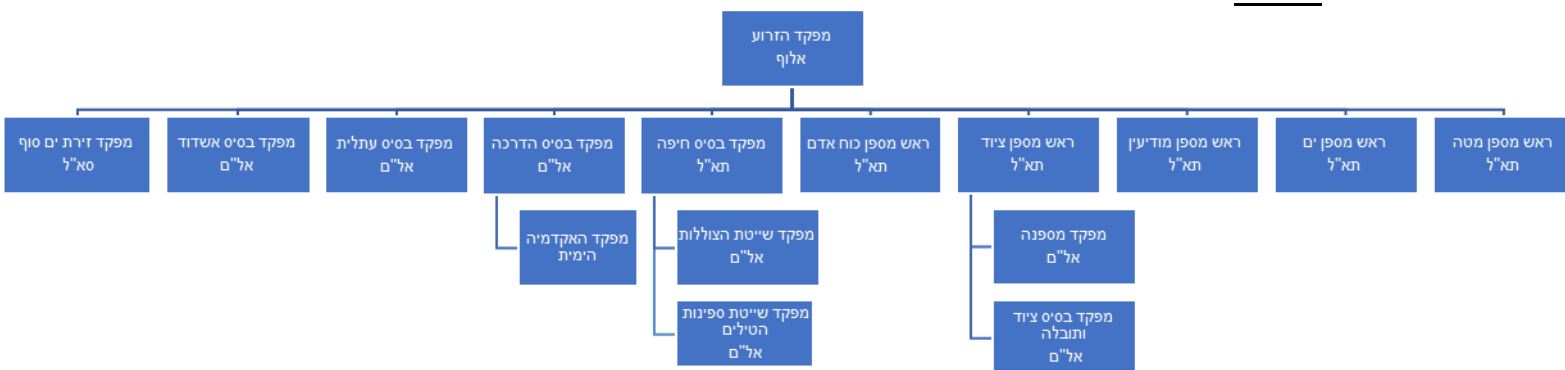 מפקד הזרוע
אלוף
ראש מספן מטה
תא"ל
ראש מספן ים
תא"ל
ראש מספן מודיעין
תא"ל
ראש מספן ציוד
תא"ל
ראש מספן כוח אדם
תא"ל
מפקד בסיס חיפה
תא"ל
מפקד בסיס הדרכה
אל"ם
מפקד בסיס עתלית
אל"ם
מפקד בסיס אשדוד
אל"ם
מפקד זירת ים סוף
סא"ל
מפקד מספנה
אל"ם
מפקד בסיס ציוד
ותובלה
אל"ם
מפקד שייטת הצוללות
אל"ם
מפקד שייטת ספינות
הטילים
אל"ם
מפקד האקדמיה
הימית